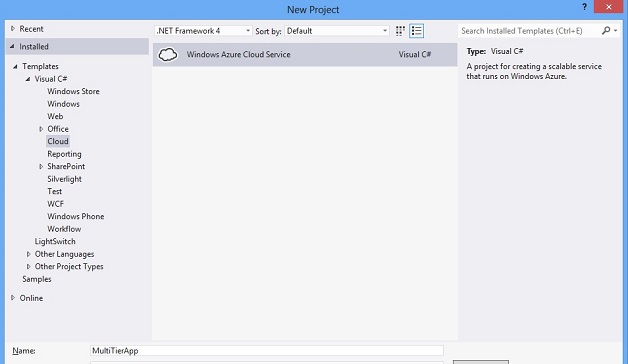 New Project
? ×
Recent
.NET Framework 4
Sort by: Default
Search Installed Templates (Ctrl+E)
Installed
Windows Azure Cloud Service
Visual C#
Type: Visual C#
A project for creating a scalable service
that runs on Windows Azure.
Templates
Visual C#
Windows Store
Windows
Web
Office
Cloud
Reporting
SharePoint
Silverlight
Test
WCF
Windows Phone
Workflow
LightSwitch
Other Languages
Other Project Types
Samples
Online
Name:
MultiTierApp